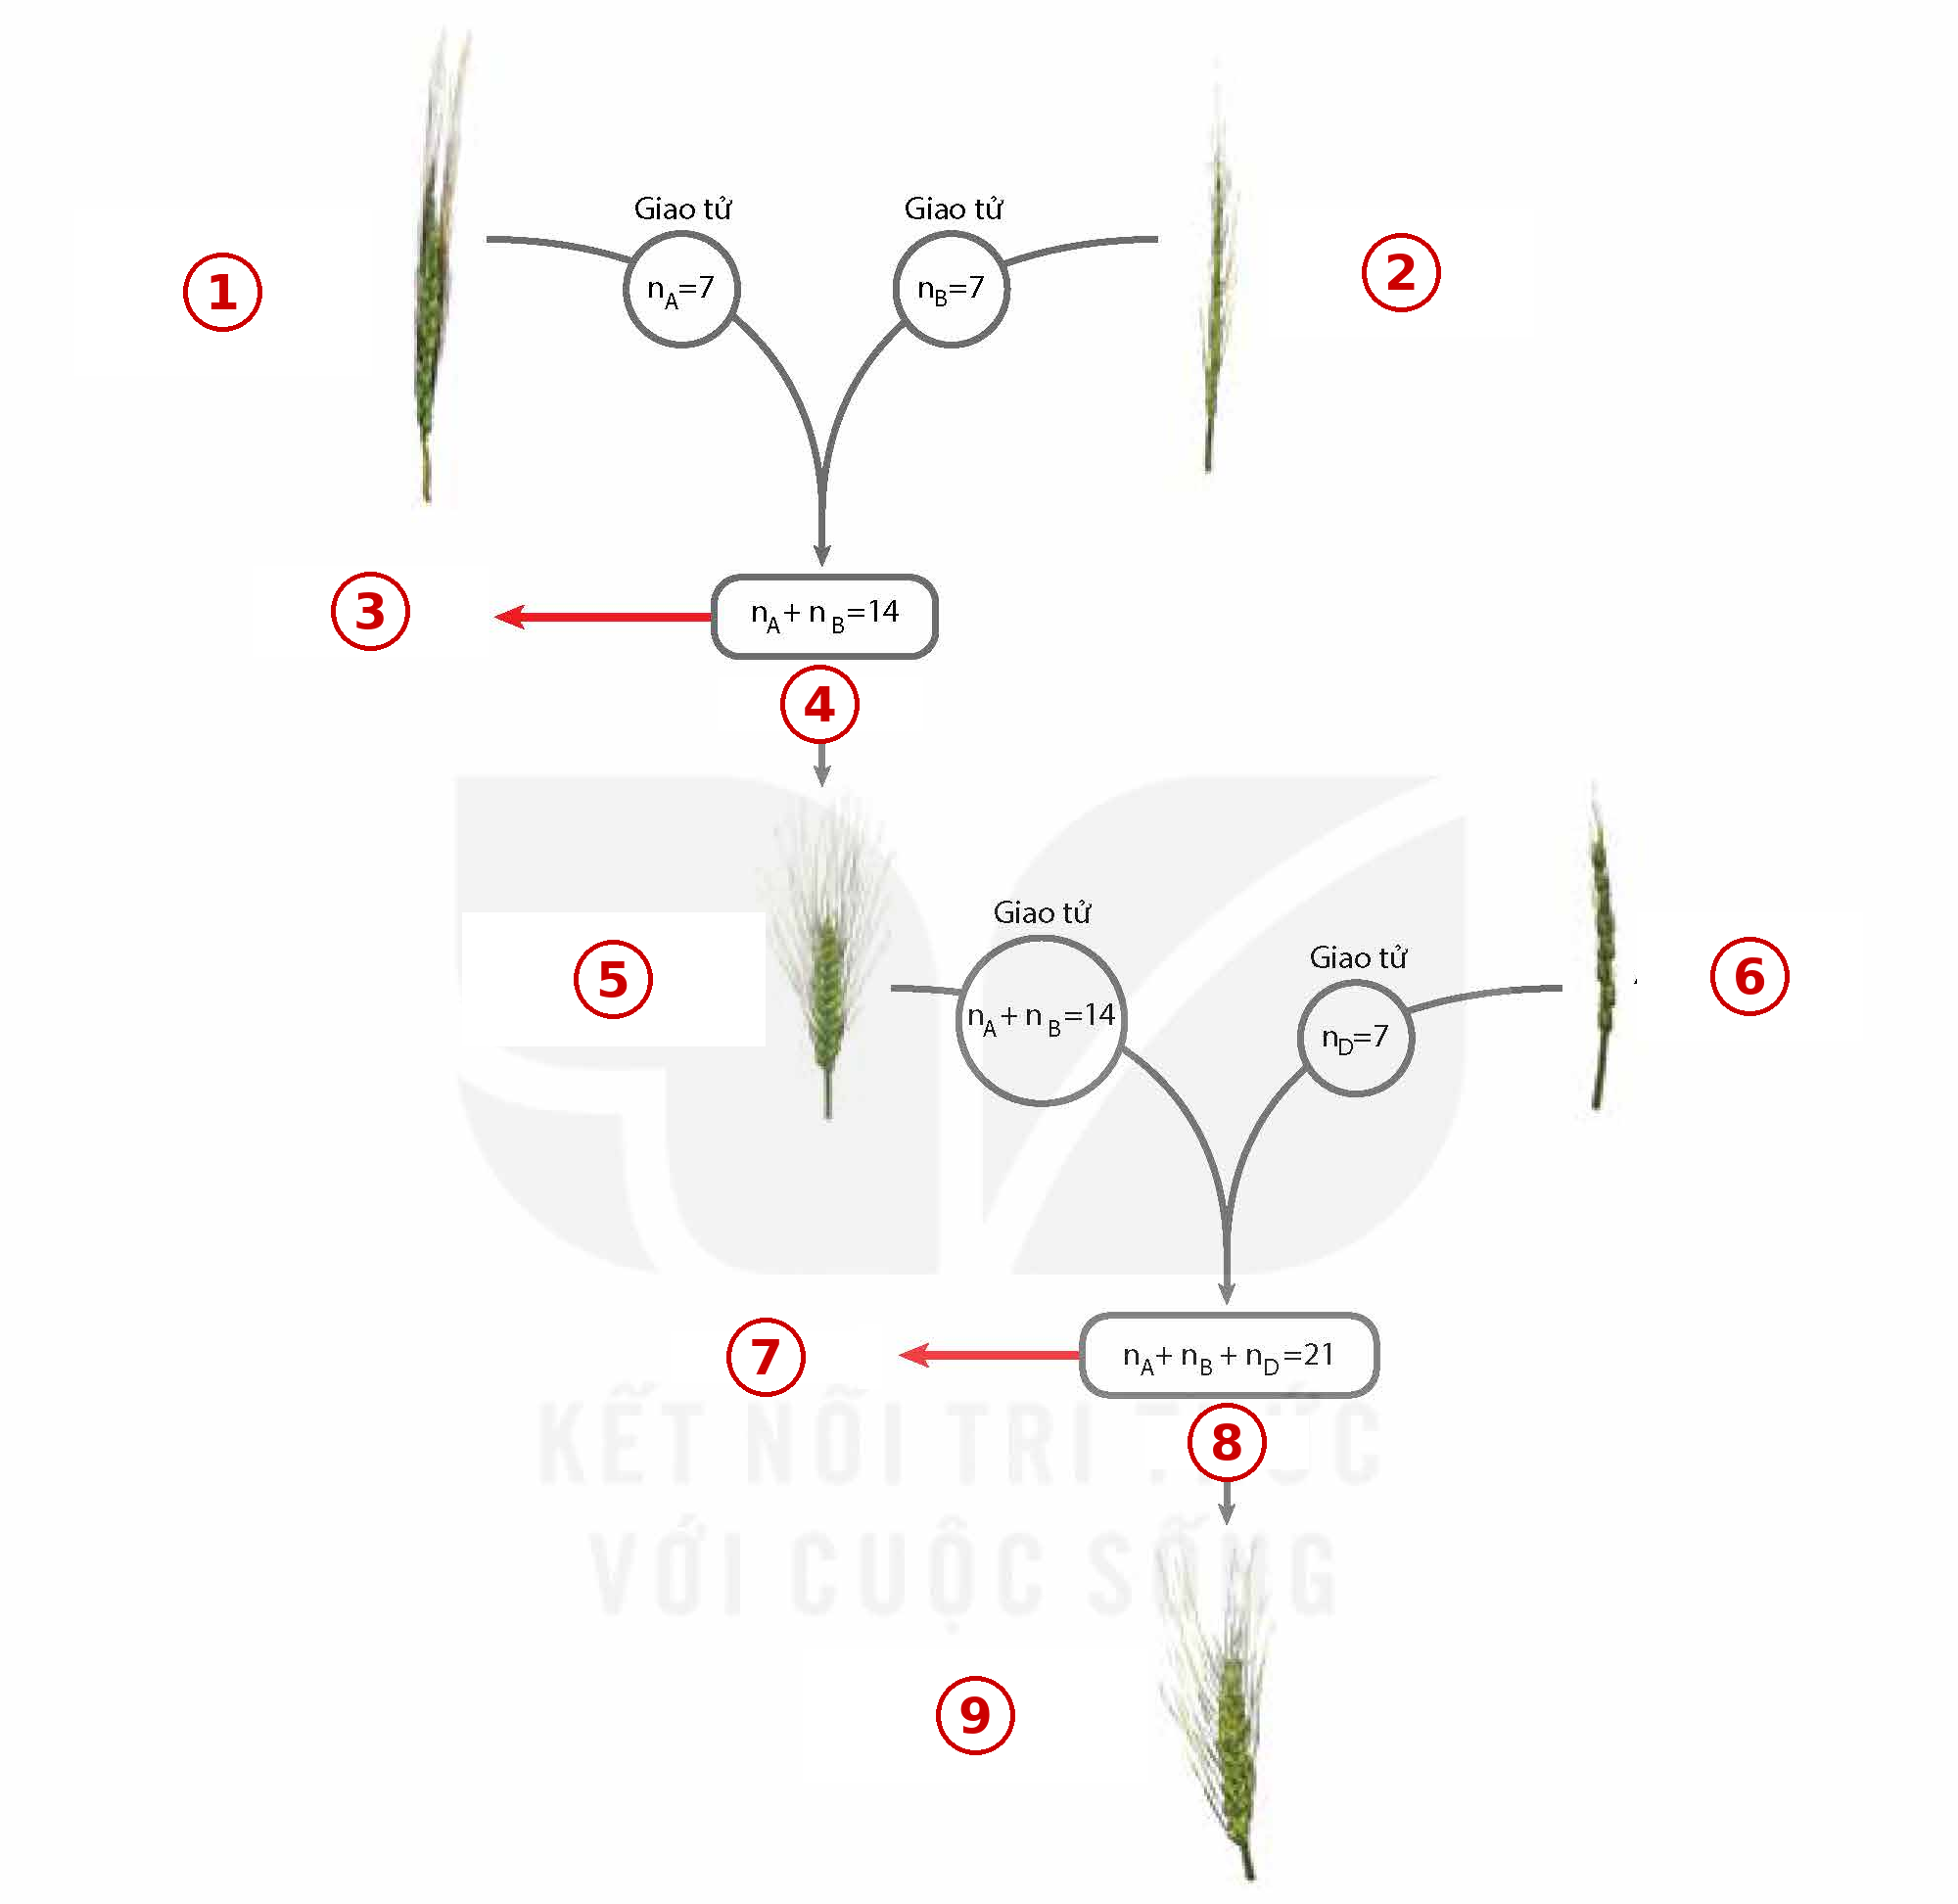 Giao tử
Giao tử
1
nA=7
nB=7
2
3
nA+ n B=14
4
Giao tử
5
nA+ n B=14
Giao tử
nD=7
6
7
nA+ nB + nD=21
8
KẾT NỐI TRI THỨC
VỚI CUỘC SỐNG
9